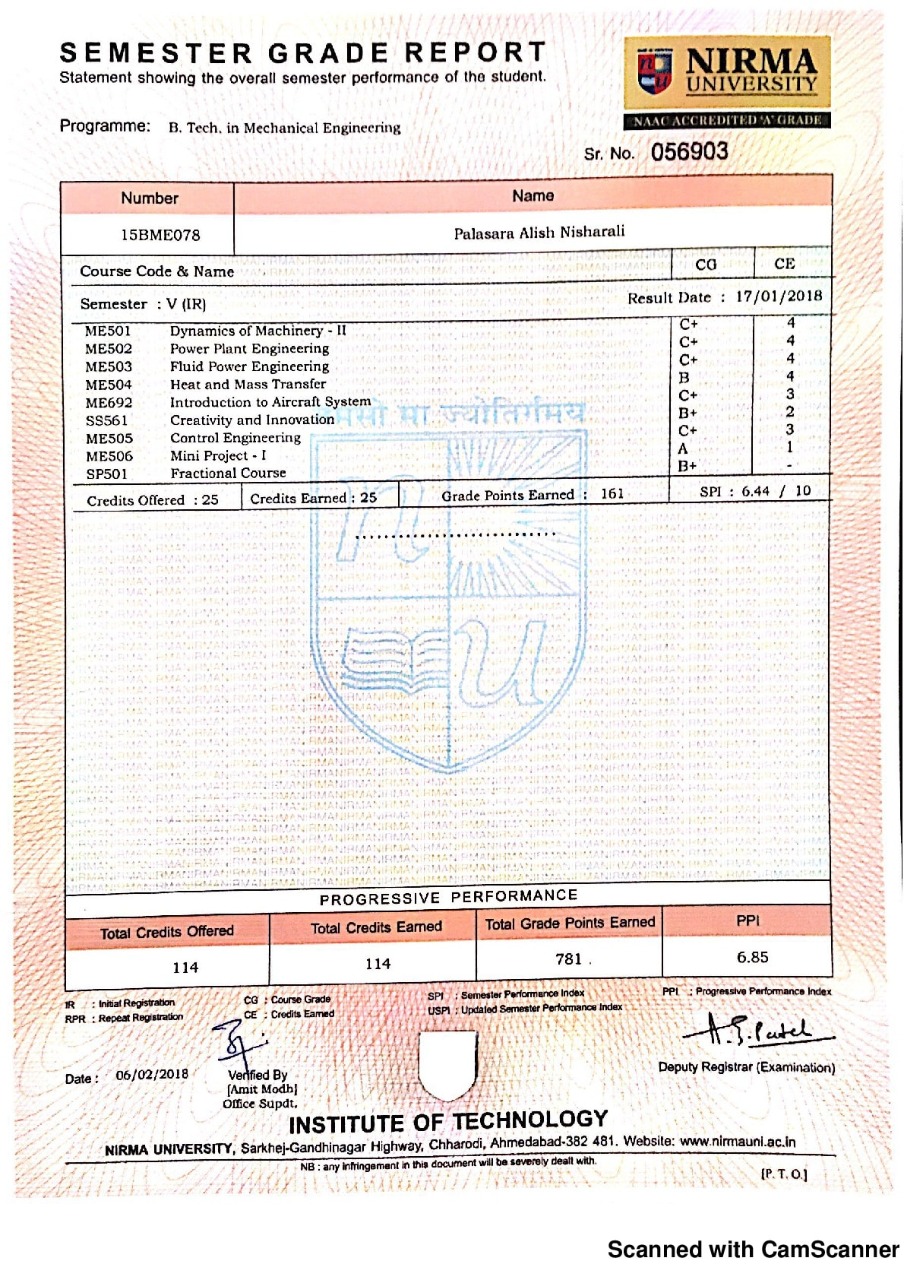 SEMESTER GRADE REPORT
Statement showing the overall semester performance of the student.
NIRMA
UNIVERSITY
NAAC ACCREDITED 'A' GRADE
Programme: B. Tech. in Mechanical Engineering
Sr. No. 056903
Number Name
15BME078 Palasara Alish Nisharali
Course Code & Name CG CE
Semester : V (IR) Result Date : 17/01/2018
ME501 Dynamics of Machinery - II C+ 4
ME502 Power Plant Engineering C+ 4
ME503 Fluid Power Engineering C+ 4
ME504 Heat and Mass Transfer B 4
ME692 Introduction to Aircraft System C+ 3
SS561 Creativity and Innovation B+ 2
ME505 Control Engineering C+ 3
ME506 Mini Project - I A 1
SP501 Fractional Course B+ -
मा ज्योतिर्गमय
Credits Offered : 25 Credits Earned : 25 Grade Points Earned : 161 SPI : 6.44 / 10
PROGRESSIVE PERFORMANCE
Total Credits Offered Total Credits Earned Total Grade Points Earned PPI
114 114 781 6.85
IR : Initial Registration CG : Course Grade SPI : Semester Performance Index PPI : Progressive Performance Index
RPR : Repeat Registration CE : Credits Earned USPI : Updated Semester Performance Index
A.S.Patel
Date : 06/02/2018 Verified By Deputy Registrar (Examination)
[Amit Modh]
Office Supdt.
INSTITUTE OF TECHNOLOGY
NIRMA UNIVERSITY, Sarkhej-Gandhinagar Highway, Chharodi, Ahmedabad-382 481. Website: www.nirmauni.ac.in
NB : any infringement in this document will be severely dealt with.
[P. T. O.]
Scanned with CamScanner